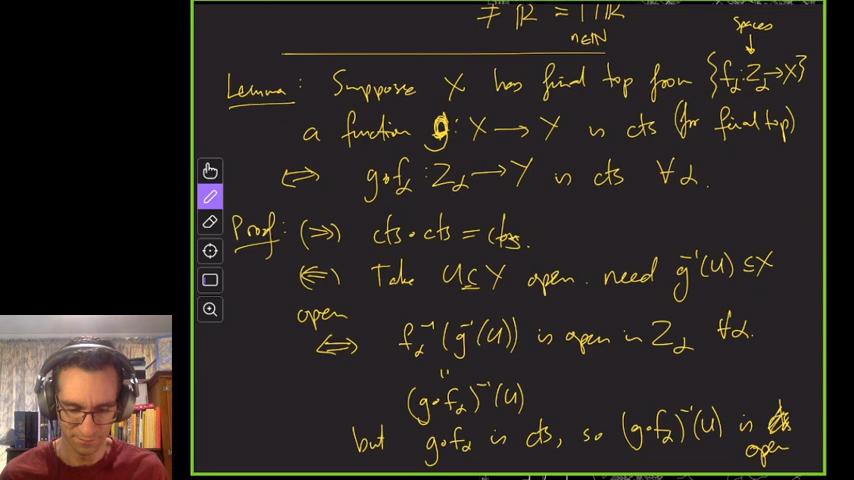 ≠ ℝ = ∏ ℝ
n∈ℕ
spaces
↓
Lemma: Suppose X has final top from {f_α: Z_α → X}
a function g: X → Y is cts (for final top)
⟺ g∘f_α: Z_α → Y is cts ∀α.
Proof: (⇒) cts∘cts = cts.
(⇐) Take U ⊆ Y open. need g⁻¹(U) ⊆ X
open
⟺ f_α⁻¹(g⁻¹(U)) is open in Z_α ∀α.
"
(g∘f_α)⁻¹(U)
but g∘f_α is cts, so (g∘f_α)⁻¹(U) is
open